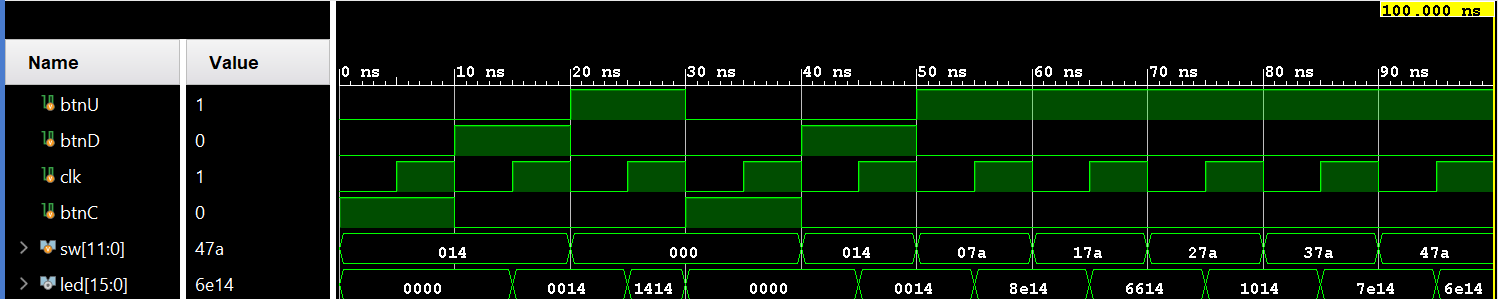 100.000 ns
Name Value
0 ns 10 ns 20 ns 30 ns 40 ns 50 ns 60 ns 70 ns 80 ns 90 ns
btnU 1
btnD 0
clk 1
btnC 0
sw[11:0] 47a 014 000 014 07a 17a 27a 37a 47a
led[15:0] 6e14 0000 0014 1414 0000 0014 8e14 6614 1014 7e14 6e14